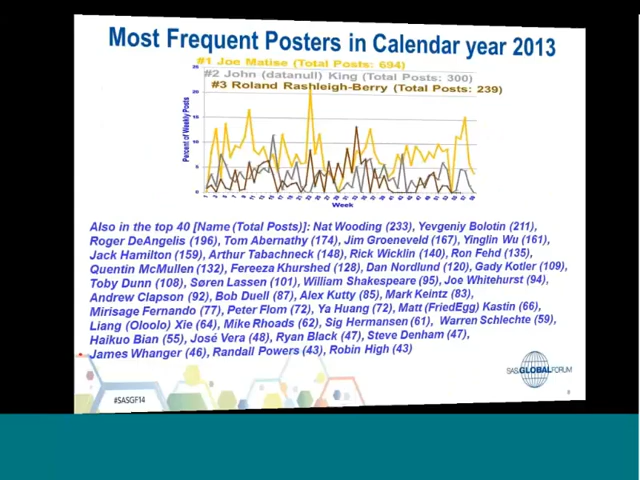 Most Frequent Posters in Calendar year 2013
#1 Joe Matise (Total Posts: 694)
#2 John (datanull) King (Total Posts: 300)
#3 Roland Rashleigh-Berry (Total Posts: 239)
Percent of Weekly Posts
Week
Also in the top 40 [Name (Total Posts)]: Nat Wooding (233), Yevgeniy Bolotin (211),
Roger DeAngelis (196), Tom Abernathy (174), Jim Groeneveld (167), Yinglin Wu (161),
Jack Hamilton (159), Arthur Tabachneck (148), Rick Wicklin (140), Ron Fehd (135),
Quentin McMullen (132), Fereeza Khurshed (128), Dan Nordlund (120), Gady Kotler (109),
Toby Dunn (108), Søren Lassen (101), William Shakespeare (95), Joe Whitehurst (94),
Andrew Clapson (92), Bob Duell (87), Alex Kutty (85), Mark Keintz (83),
Mirisage Fernando (77), Peter Flom (72), Ya Huang (72), Matt (FriedEgg) Kastin (66),
Liang (Oloolo) Xie (64), Mike Rhoads (62), Sig Hermansen (61), Warren Schlechte (59),
Haikuo Bian (55), José Vera (48), Ryan Black (47), Steve Denham (47),
James Whanger (46), Randall Powers (43), Robin High (43)
#SASGF14
SAS GLOBAL FORUM